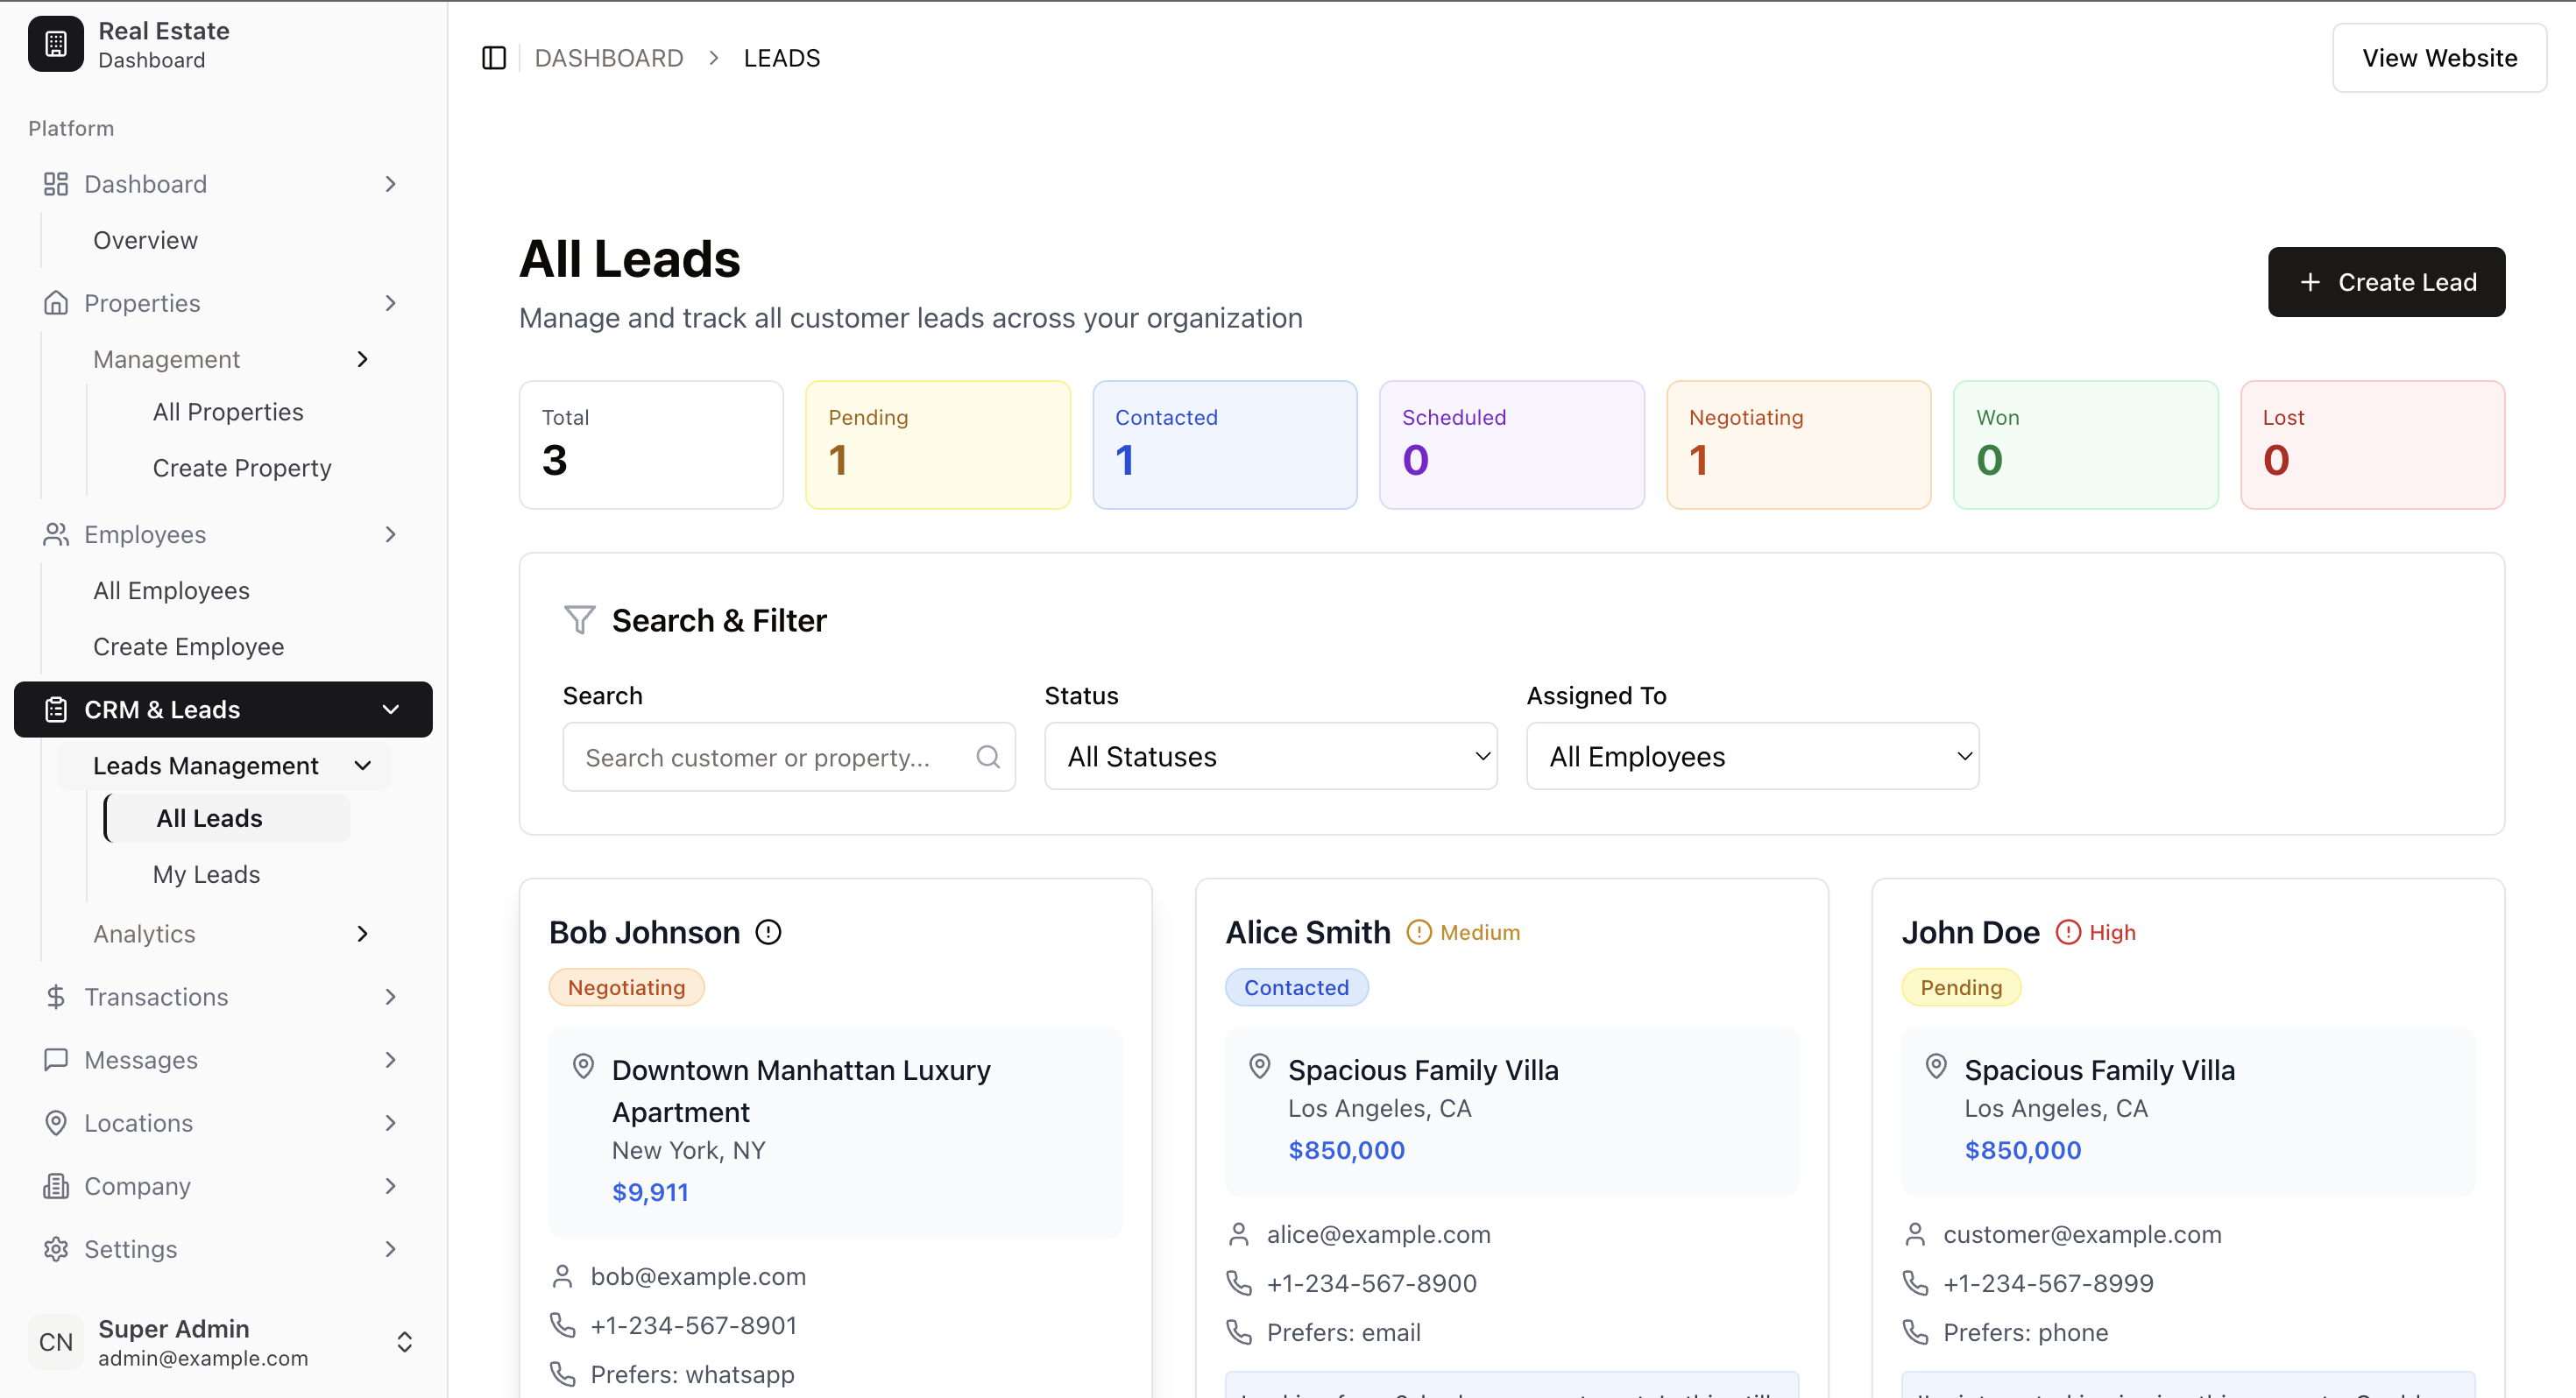 Real Estate
Dashboard
Platform
Dashboard
Overview
Properties
Management
All Properties
Create Property
Employees
All Employees
Create Employee
CRM & Leads
Leads Management
All Leads
My Leads
Analytics
Transactions
Messages
Locations
Company
Settings
CN
Super Admin
admin@example.com
DASHBOARD > LEADS
View Website
All Leads
Manage and track all customer leads across your organization
+ Create Lead
Total
3
Pending
1
Contacted
1
Scheduled
0
Negotiating
1
Won
0
Lost
0
Search & Filter
Search
Search customer or property...
Status
All Statuses
Assigned To
All Employees
Bob Johnson
Negotiating
Downtown Manhattan Luxury
Apartment
New York, NY
$9,911
bob@example.com
+1-234-567-8901
Prefers: whatsapp
Alice Smith
Medium
Contacted
Spacious Family Villa
Los Angeles, CA
$850,000
alice@example.com
+1-234-567-8900
Prefers: email
John Doe
High
Pending
Spacious Family Villa
Los Angeles, CA
$850,000
customer@example.com
+1-234-567-8999
Prefers: phone